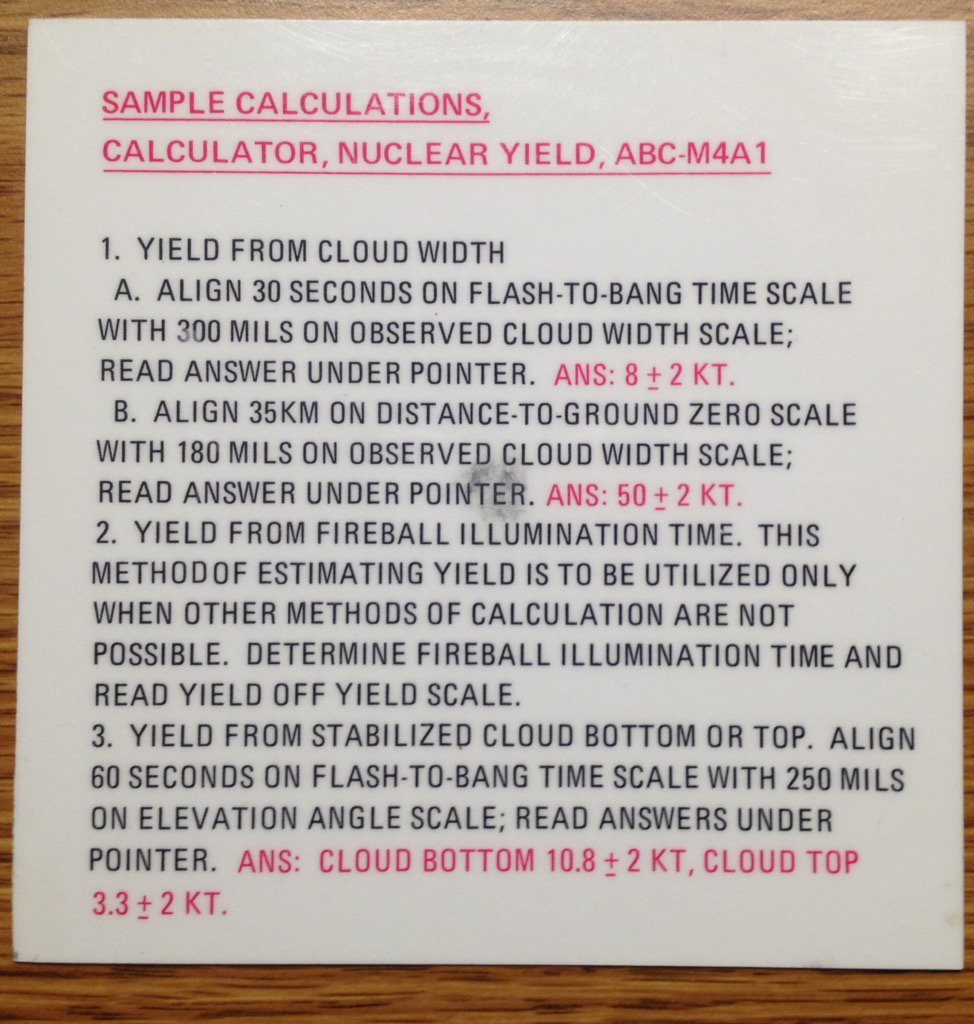 SAMPLE CALCULATIONS,
CALCULATOR, NUCLEAR YIELD, ABC-M4A1
1. YIELD FROM CLOUD WIDTH
A. ALIGN 30 SECONDS ON FLASH-TO-BANG TIME SCALE
WITH 300 MILS ON OBSERVED CLOUD WIDTH SCALE;
READ ANSWER UNDER POINTER. ANS: 8 ± 2 KT.
B. ALIGN 35KM ON DISTANCE-TO-GROUND ZERO SCALE
WITH 180 MILS ON OBSERVED CLOUD WIDTH SCALE;
READ ANSWER UNDER POINTER. ANS: 50 ± 2 KT.
2. YIELD FROM FIREBALL ILLUMINATION TIME. THIS
METHODOF ESTIMATING YIELD IS TO BE UTILIZED ONLY
WHEN OTHER METHODS OF CALCULATION ARE NOT
POSSIBLE. DETERMINE FIREBALL ILLUMINATION TIME AND
READ YIELD OFF YIELD SCALE.
3. YIELD FROM STABILIZED CLOUD BOTTOM OR TOP. ALIGN
60 SECONDS ON FLASH-TO-BANG TIME SCALE WITH 250 MILS
ON ELEVATION ANGLE SCALE; READ ANSWERS UNDER
POINTER. ANS: CLOUD BOTTOM 10.8 ± 2 KT, CLOUD TOP
3.3 ± 2 KT.